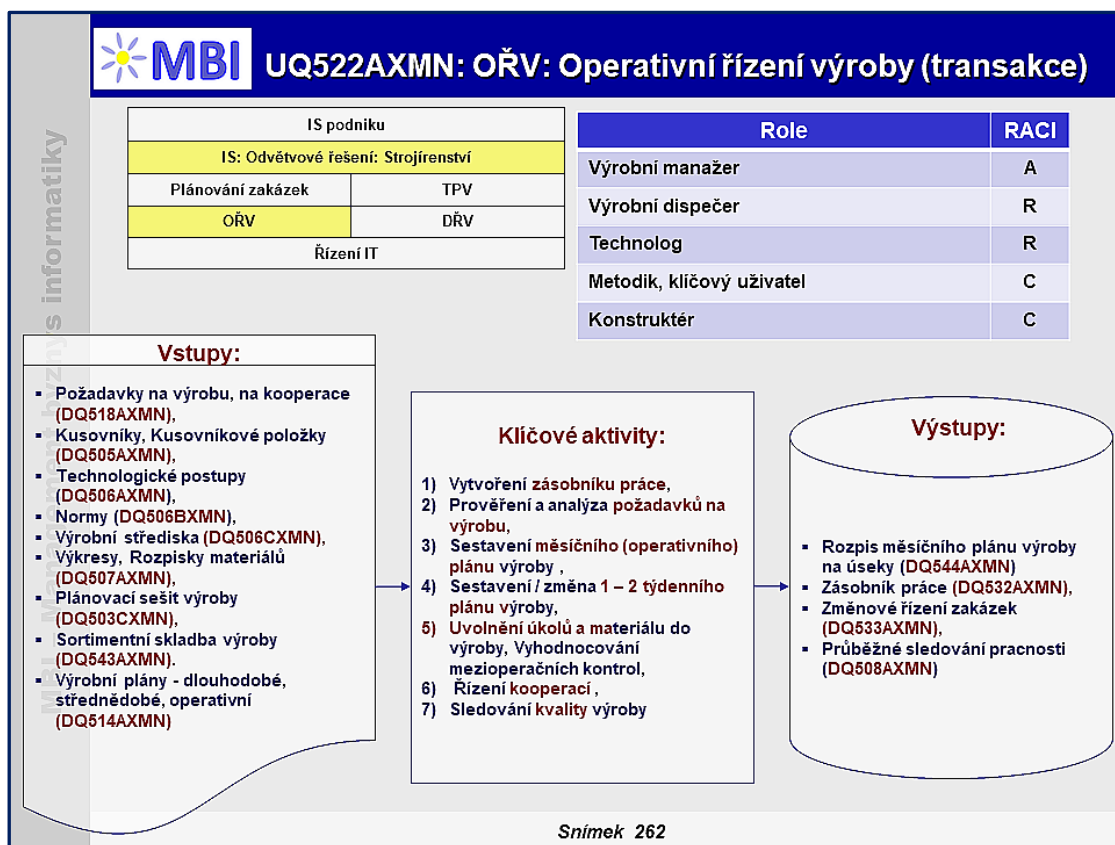 MBI
UQ522AXMN: OŘV: Operativní řízení výroby (transakce)
IS podniku
IS: Odvětvové řešení: Strojírenství
Plánování zakázek
TPV
OŘV
DŘV
Řízení IT
Role
RACI
Výrobní manažer
A
Výrobní dispečer
R
Technolog
R
Metodik, klíčový uživatel
C
Konstruktér
C
MBI – Management byznys informatiky
Vstupy:
▪ Požadavky na výrobu, na kooperace
(DQ518AXMN),
▪ Kusovníky, Kusovníkové položky
(DQ505AXMN),
▪ Technologické postupy
(DQ506AXMN),
▪ Normy (DQ506BXMN),
▪ Výrobní střediska (DQ506CXMN),
▪ Výkresy, Rozpisky materiálů
(DQ507AXMN),
▪ Plánovací sešit výroby
(DQ503CXMN),
▪ Sortimentní skladba výroby
(DQ543AXMN).
▪ Výrobní plány - dlouhodobé,
střednědobé, operativní
(DQ514AXMN)
Klíčové aktivity:
1) Vytvoření zásobníku práce,
2) Prověření a analýza požadavků na
výrobu,
3) Sestavení měsíčního (operativního)
plánu výroby ,
4) Sestavení / změna 1 – 2 týdenního
plánu výroby,
5) Uvolnění úkolů a materiálu do
výroby, Vyhodnocování
mezioperačních kontrol,
6) Řízení kooperací ,
7) Sledování kvality výroby
Výstupy:
▪ Rozpis měsíčního plánu výroby
na úseky (DQ544AXMN)
▪ Zásobník práce (DQ532AXMN),
▪ Změnové řízení zakázek
(DQ533AXMN),
▪ Průběžné sledování pracnosti
(DQ508AXMN)
Snímek 262